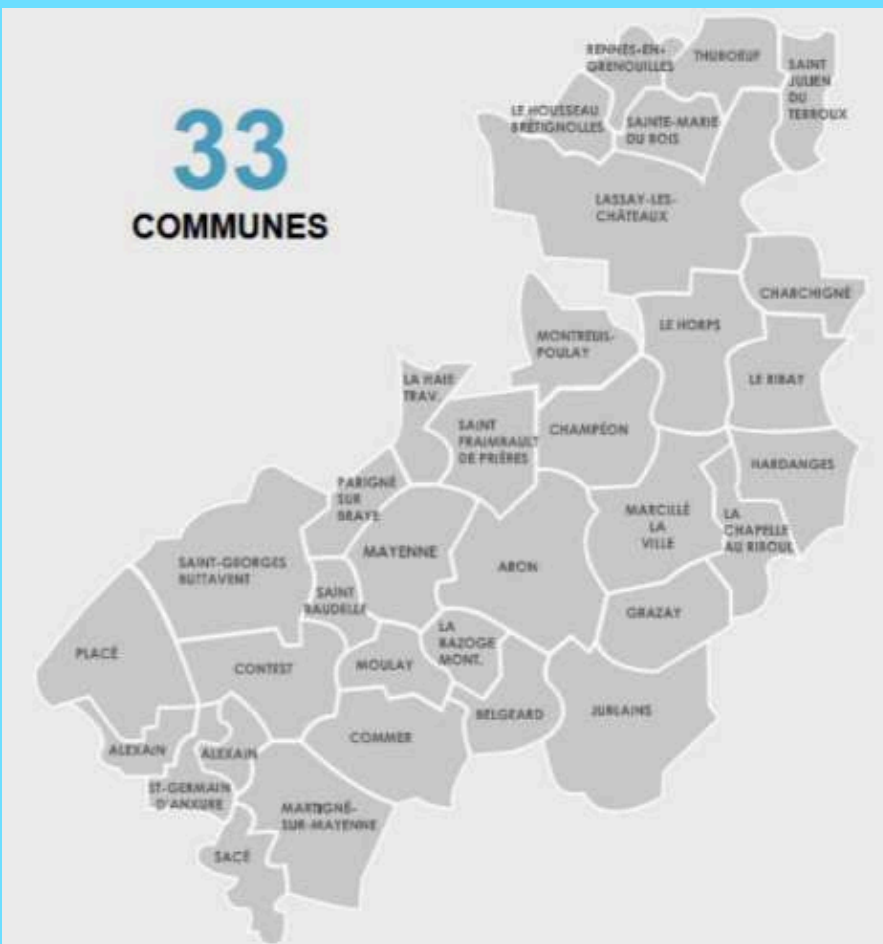 33
COMMUNES
RENNES-EN-
GRENOUILLES
THUBOEUF
SAINT
JULIEN
DU
TERROUX
LE HOUSSEAU
BRÉTIGNOLLES
SAINTE-MARIE
DU BOIS
LASSAY-LES-
CHÂTEAUX
CHARCHIGNÉ
LE HORPS
MONTREUIL-
POULAY
LE RIBAY
LA HAIE
TRAV.
SAINT
FRAIMBAULT
DE PRIÈRES
CHAMPÉON
HARDANGES
PARIGNÉ
SUR
BRAYE
MARCILLÉ
LA
VILLE
LA
CHAPELLE
AU RIBOUL
MAYENNE
ARON
SAINT-GEORGES
BUTTAVENT
SAINT
BAUDELLE
GRAZAY
LA
BAZOGE
MONT.
PLACÉ
CONTEST
MOULAY
BELGEARD
JUBLAINS
COMMER
ALEXAIN
ALEXAIN
ST-GERMAIN
D'ANXURE
MARTIGNÉ-
SUR-MAYENNE
SACÉ